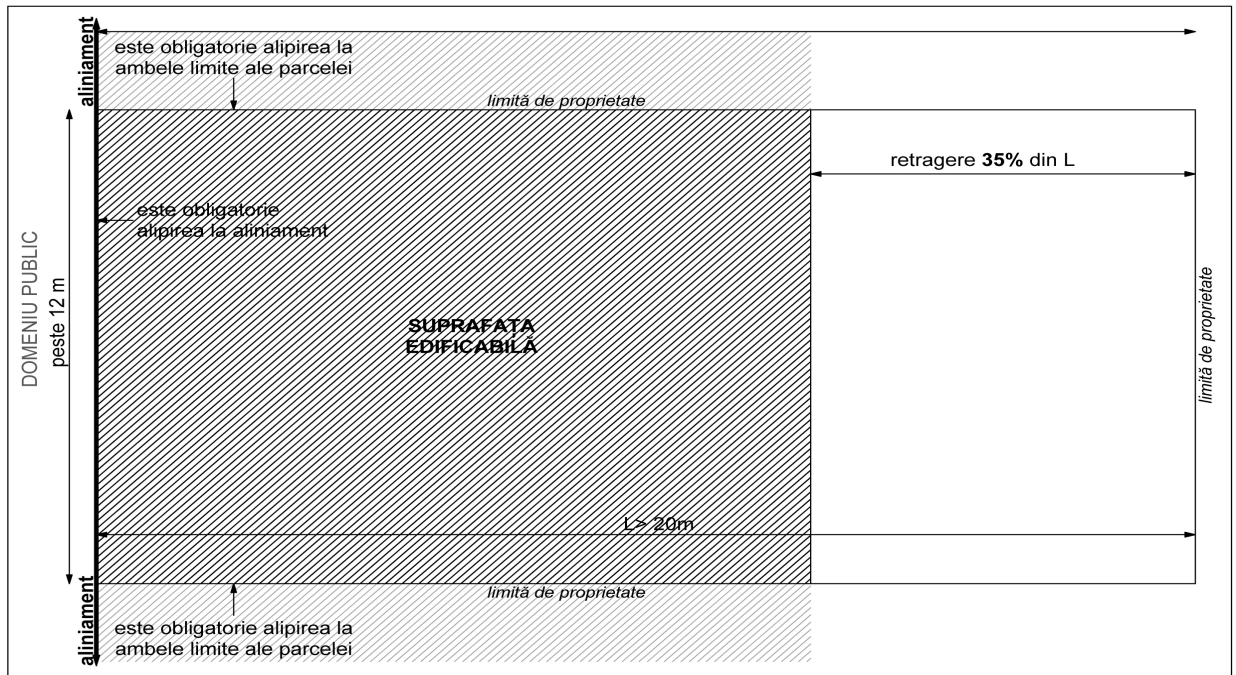 aliniament
este obligatorie alipirea la
ambele limite ale parcelei
limită de proprietate
retragere 35% din L
este obligatorie
alipirea la aliniament
DOMENIU PUBLIC
peste 12 m
SUPRAFAȚA
EDIFICABILĂ
limită de proprietate
L> 20m
limită de proprietate
aliniament
este obligatorie alipirea la
ambele limite ale parcelei